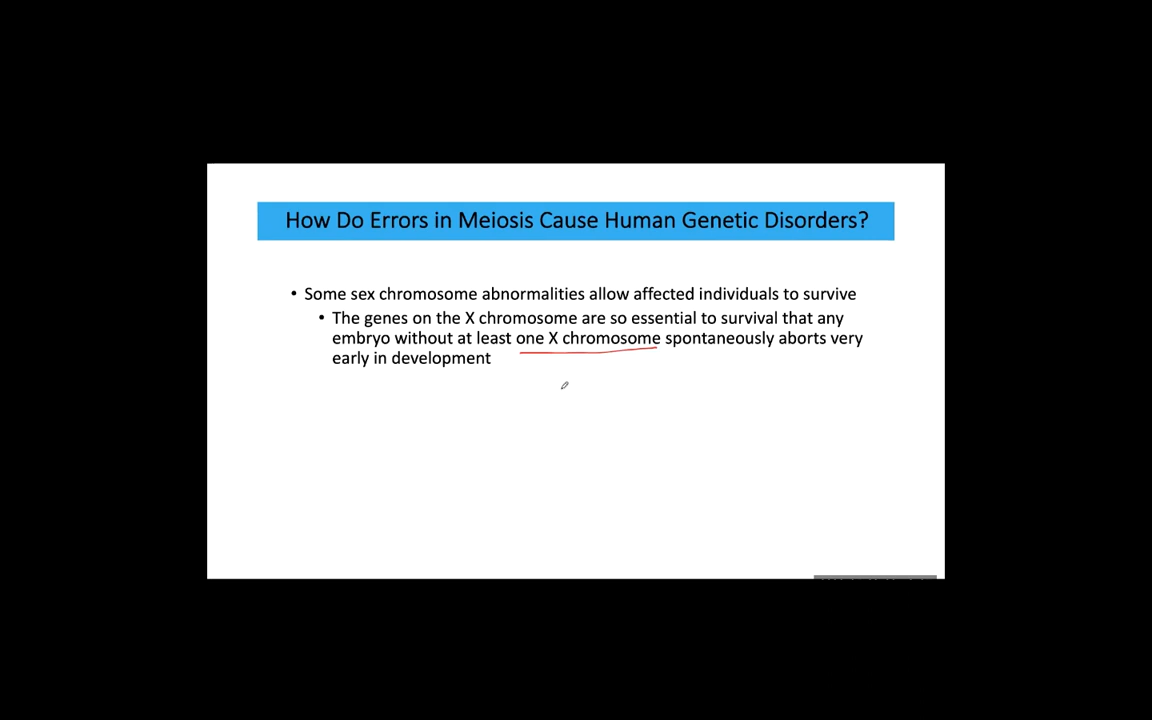 How Do Errors in Meiosis Cause Human Genetic Disorders?
• Some sex chromosome abnormalities allow affected individuals to survive
• The genes on the X chromosome are so essential to survival that any
embryo without at least one X chromosome spontaneously aborts very
early in development